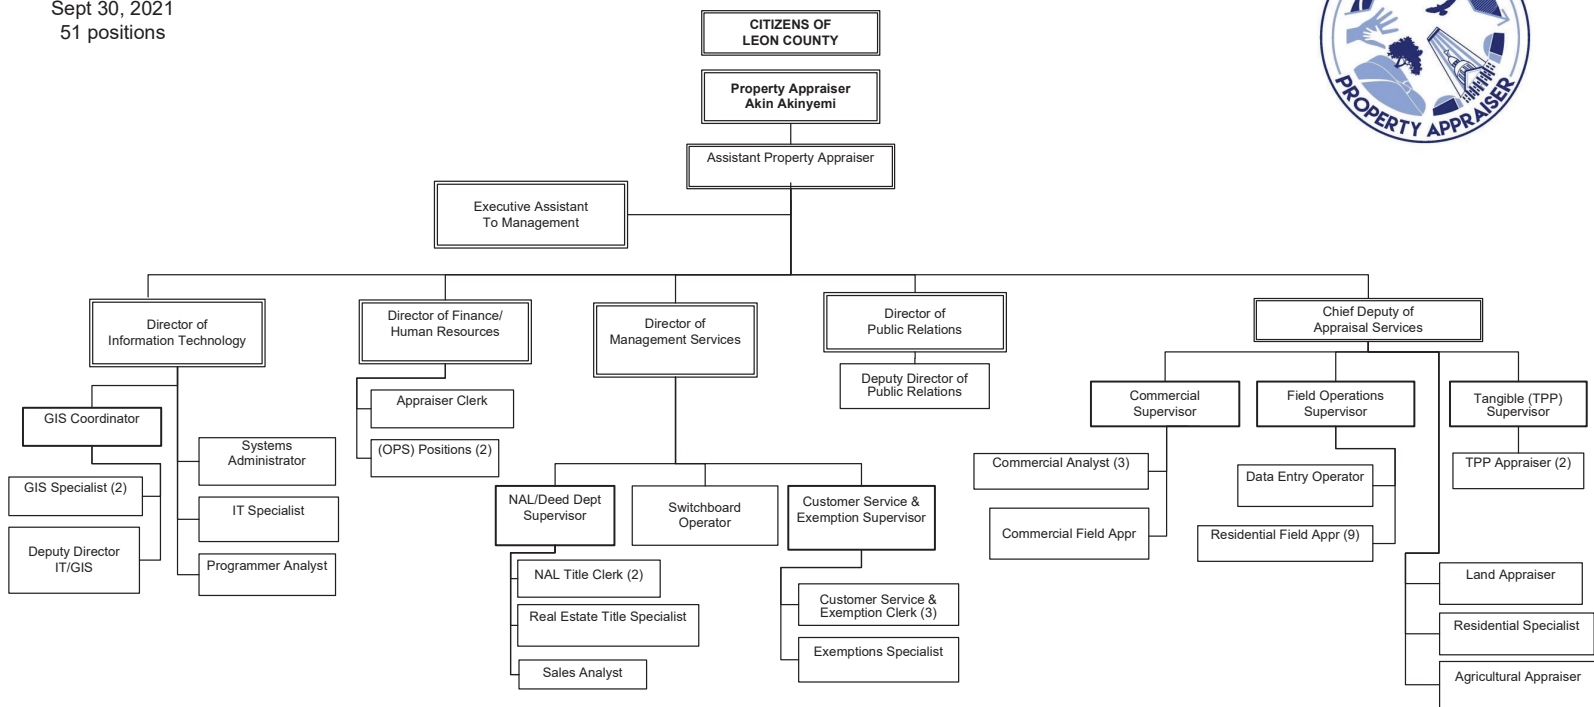 Sept 30, 2021
51 positions
CITIZENS OF
LEON COUNTY
Property Appraiser
Akin Akinyemi
PROPERTY APPRAISER
Assistant Property Appraiser
Executive Assistant
To Management
Director of
Information Technology
Director of Finance/
Human Resources
Director of
Management Services
Director of
Public Relations
Chief Deputy of
Appraisal Services
GIS Coordinator
GIS Specialist (2)
Deputy Director
IT/GIS
Systems
Administrator
IT Specialist
Programmer Analyst
Appraiser Clerk
(OPS) Positions (2)
NAL/Deed Dept
Supervisor
Switchboard
Operator
Customer Service &
Exemption Supervisor
NAL Title Clerk (2)
Real Estate Title Specialist
Sales Analyst
Customer Service &
Exemption Clerk (3)
Exemptions Specialist
Deputy Director of
Public Relations
Commercial
Supervisor
Field Operations
Supervisor
Tangible (TPP)
Supervisor
Commercial Analyst (3)
Commercial Field Appr
Data Entry Operator
Residential Field Appr (9)
TPP Appraiser (2)
Land Appraiser
Residential Specialist
Agricultural Appraiser